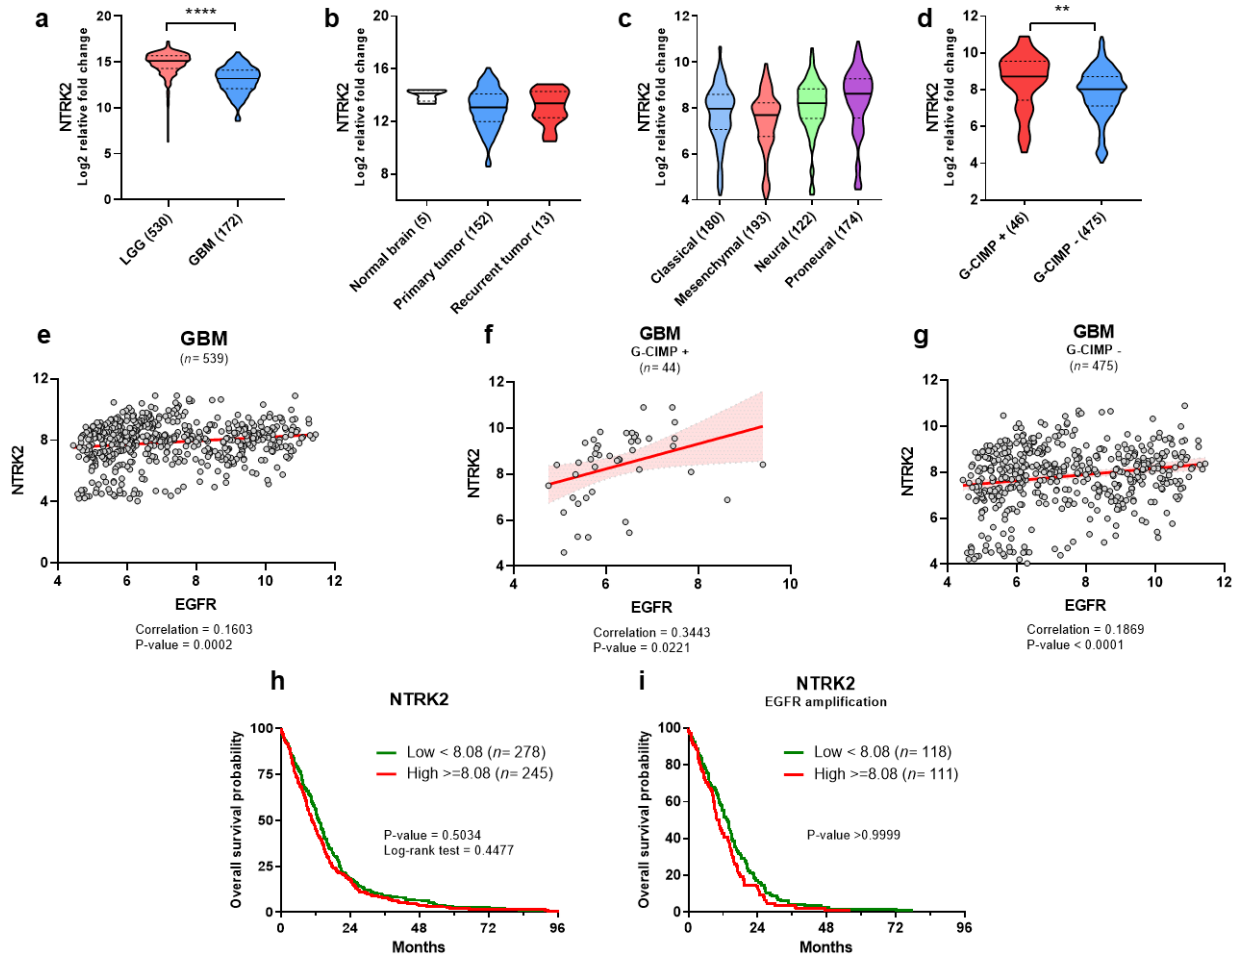 a
****
NTRK2
Log2 relative fold change
20
15
10
5
0
LGG (530)
GBM (172)
b
NTRK2
Log2 relative fold change
20
16
12
8
Normal brain (5)
Primary tumor (152)
Recurrent tumor (13)
c
NTRK2
Log2 relative fold change
12
10
8
6
4
Classical (180)
Mesenchymal (193)
Neural (122)
Proneural (174)
d
**
NTRK2
Log2 relative fold change
12
10
8
6
4
2
G-CIMP + (46)
G-CIMP - (475)
e
GBM
(n= 539)
NTRK2
12
8
4
0
4 6 8 10 12
EGFR
Correlation = 0.1603
P-value = 0.0002
f
GBM
G-CIMP +
(n= 44)
NTRK2
12
10
8
6
4
4 6 8 10
EGFR
Correlation = 0.3443
P-value = 0.0221
g
GBM
G-CIMP -
(n= 475)
NTRK2
12
10
8
6
4
4 6 8 10 12
EGFR
Correlation = 0.1869
P-value < 0.0001
h
NTRK2
Overall survival probability
100
75
50
25
0
Low < 8.08 (n= 278)
High >=8.08 (n= 245)
P-value = 0.5034
Log-rank test = 0.4477
0 24 48 72 96
Months
i
NTRK2
EGFR amplification
Overall survival probability
100
80
60
40
20
0
Low < 8.08 (n= 118)
High >=8.08 (n= 111)
P-value >0.9999
0 24 48 72 96
Months